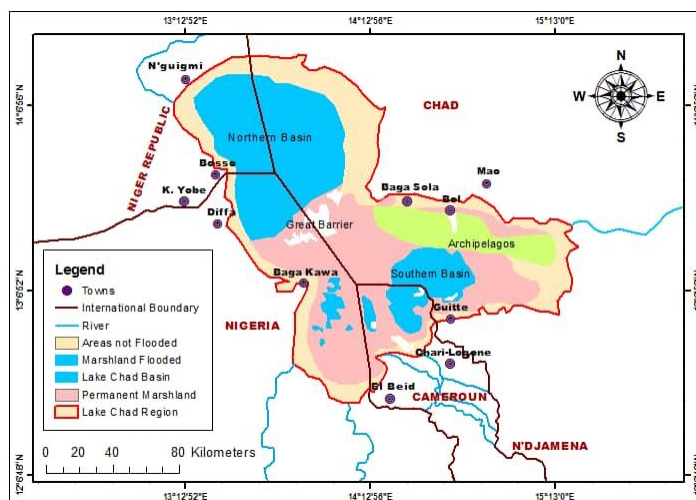 13°12'52"E 14°12'56"E 15°13'0"E
N
W E
S
N'guigmi
CHAD
14°6'56"N
Northern Basin
NIGER REPUBLIC
Bosso
Mao
K. Yobe
Baga Sola
Bol
Diffa
Great Barrier
Archipelagos
Baga Kawa
Southern Basin
13°6'52"N
Guitte
NIGERIA
Chari-Logone
El Beid
CAMEROUN
N'DJAMENA
Legend
Towns
International Boundary
River
Areas not Flooded
Marshland Flooded
Lake Chad Basin
Permanent Marshland
Lake Chad Region
0 20 40 80 Kilometers
12°6'48"N
13°12'52"E 14°12'56"E 15°13'0"E